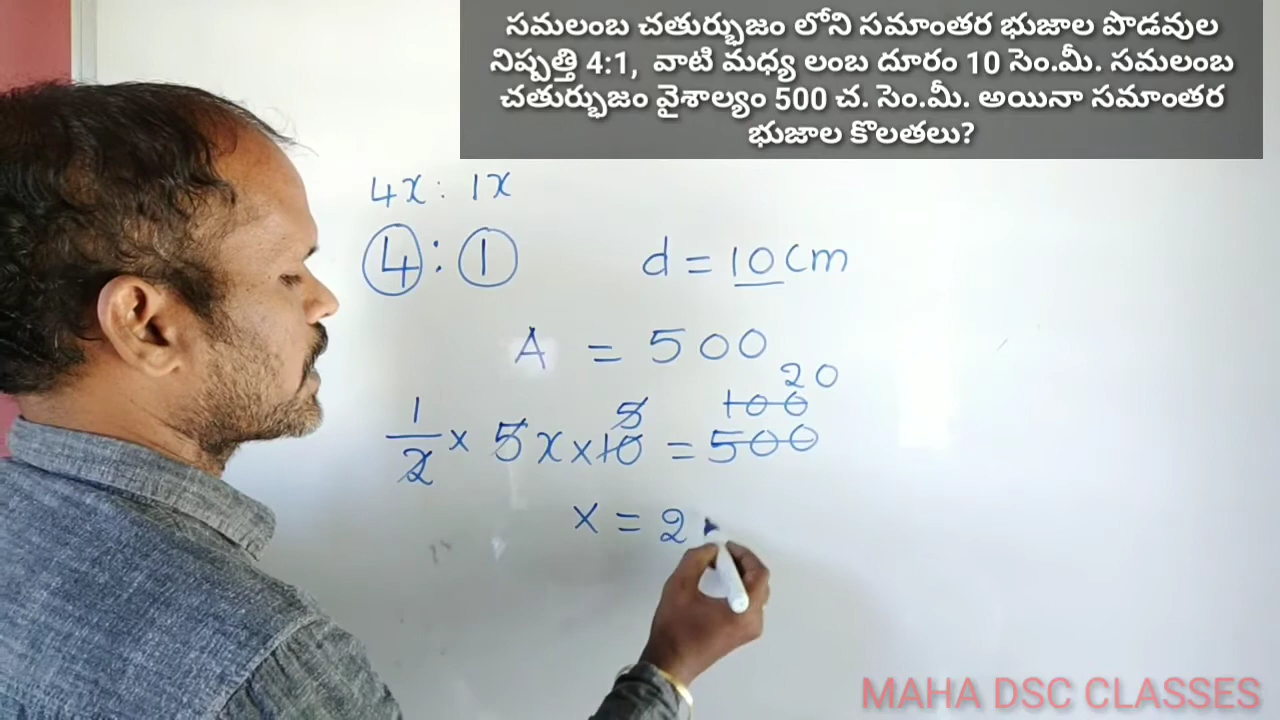 సమలంబ చతుర్భుజం లోని సమాంతర భుజాల పొడవుల
నిష్పత్తి 4:1, వాటి మధ్య లంబ దూరం 10 సెం.మీ. సమలంబ
చతుర్భుజం వైశాల్యం 500 చ. సెం.మీ. అయినా సమాంతర
భుజాల కొలతలు?
4x : 1x
4 : 1 d = 10cm
A = 500
20
5 100
1/2 × 5x × 10 = 500
x = 2
MAHA DSC CLASSES